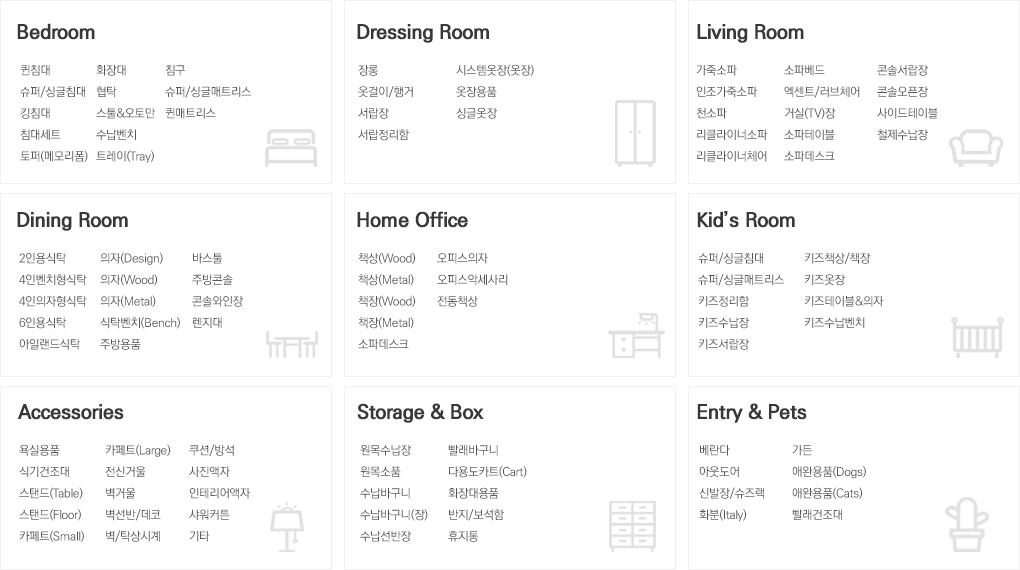 Bedroom
퀸침대 화장대 침구
슈퍼/싱글침대 협탁 슈퍼/싱글매트리스
킹침대 스툴&오토만 퀸매트리스
침대세트 수납벤치
토퍼(메모리폼) 트레이(Tray)
Dressing Room
장롱 시스템옷장(옷장)
옷걸이/행거 옷장용품
서랍장 싱글옷장
서랍정리함
Living Room
가죽소파 소파베드 콘솔서랍장
인조가죽소파 엑센트/러브체어 콘솔오픈장
천소파 거실(TV)장 사이드테이블
리클라이너소파 소파테이블 철제수납장
리클라이너체어 소파데스크
Dining Room
2인용식탁 의자(Design) 바스툴
4인벤치형식탁 의자(Wood) 주방콘솔
4인의자형식탁 의자(Metal) 콘솔와인장
6인용식탁 식탁벤치(Bench) 렌지대
아일랜드식탁 주방용품
Home Office
책상(Wood) 오피스의자
책상(Metal) 오피스악세사리
책장(Wood) 전동책상
책장(Metal)
소파데스크
Kid's Room
슈퍼/싱글침대 키즈책상/책장
슈퍼/싱글매트리스 키즈옷장
키즈정리함 키즈테이블&의자
키즈수납장 키즈수납벤치
키즈서랍장
Accessories
욕실용품 카페트(Large) 쿠션/방석
식기건조대 전신거울 사진액자
스탠드(Table) 벽거울 인테리어액자
스탠드(Floor) 벽선반/데코 샤워커튼
카페트(Small) 벽/탁상시계 기타
Storage & Box
원목수납장 빨래바구니
원목소품 다용도카트(Cart)
수납바구니 화장대용품
수납바구니(장) 반지/보석함
수납선반장 휴지통
Entry & Pets
베란다 가든
아웃도어 애완용품(Dogs)
신발장/슈즈랙 애완용품(Cats)
화분(Italy) 빨래건조대